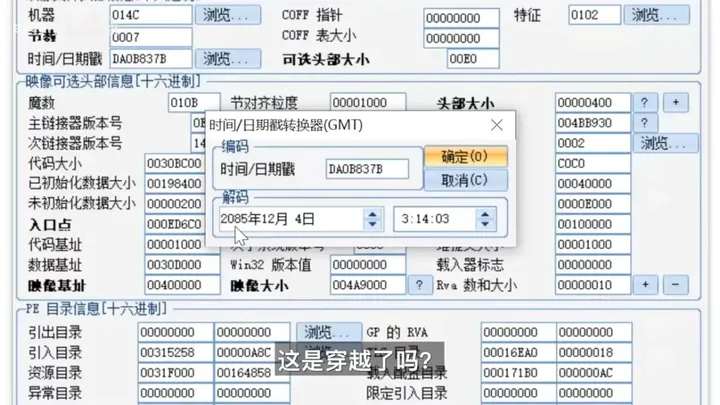 机器 014C 浏览... COFF 指针 00000000 特征 0102 浏览...
节数 0007 COFF 表大小 00000000
时间/日期戳 DA0B837B 浏览... 可选头部大小 00E0
映像可选头部信息[十六进制]
魔数 010B 节对齐粒度 00001000 头部大小 00000400 ? +
主链接器版本号 004BB930 ?
次链接器版本号 14 0002 浏览...
代码大小 0030BC00 C0C0
已初始化数据大小 00198400 00040000
未初始化数据大小 00000200 0000E000
入口点 000ED6C0 00100000
代码基址 00001000 00001000
数据基址 0030D000 Win32 版本值 00000000 载入器标志 00000000
映像基址 00400000 映像大小 004A9000 ? Rva 数和大小 00000010 + -
时间/日期戳转换器(GMT)
编码
时间/日期戳 DA0B837B 确定(O)
取消(C)
解码
2085年12月 4日 3:14:03
PE 目录信息[十六进制]
引出目录 00000000 00000000 浏览... GP 的 RVA 00000000 00000000
引入目录 00315258 00000A8C 00016EA0 00000018
资源目录 0031F000 00164858 载入配置目录 000171B0 000000AC
异常目录 00000000 00000000 限定引入目录 00000000 00000000
这是穿越了吗?